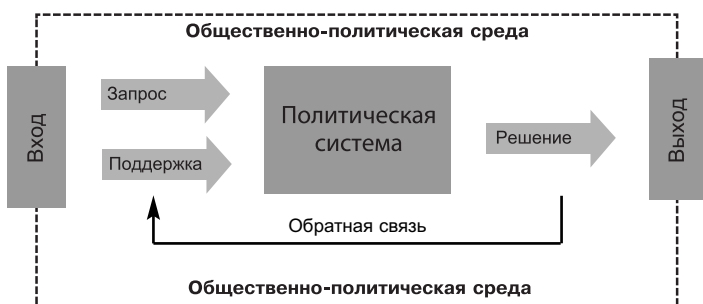 Общественно-политическая среда
Вход
Запрос
Поддержка
Политическая
система
Решение
Выход
Обратная связь
Общественно-политическая среда